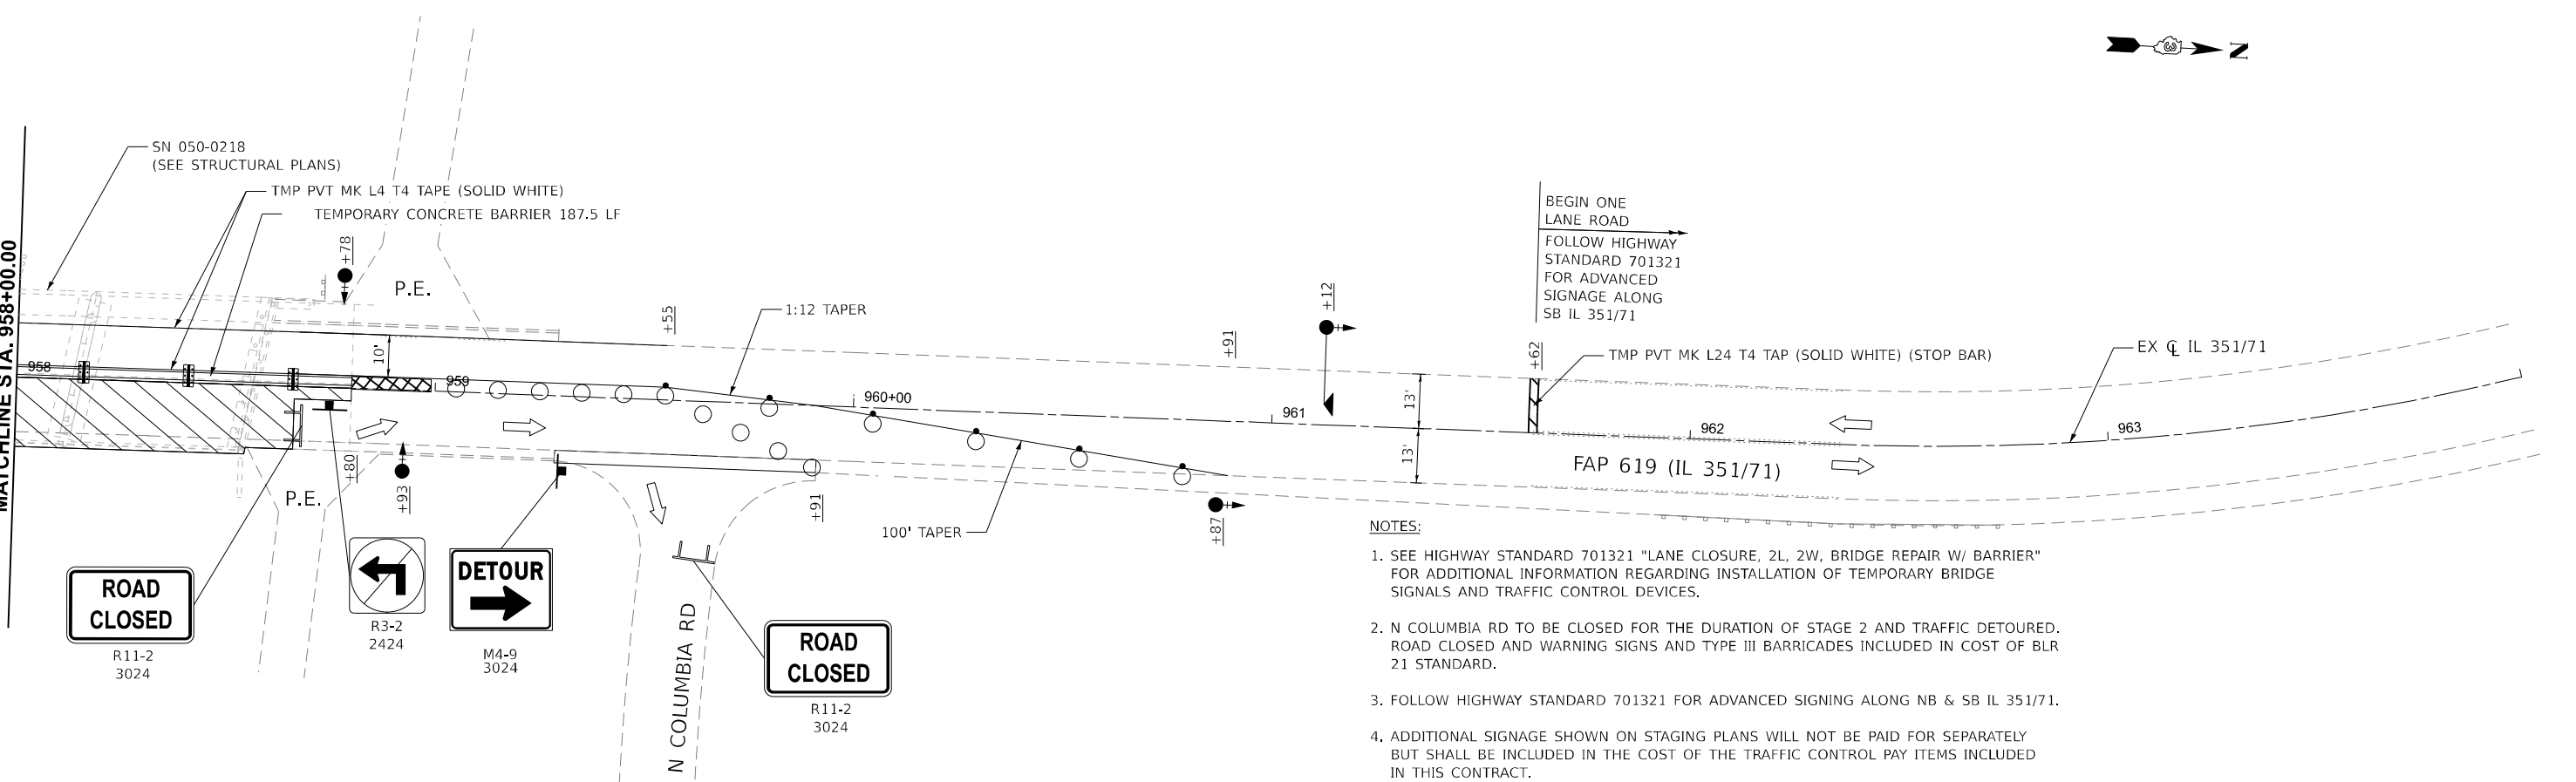 N
MATCHLINE STA. 958+00.00
SN 050-0218
(SEE STRUCTURAL PLANS)
TMP PVT MK L4 T4 TAPE (SOLID WHITE)
TEMPORARY CONCRETE BARRIER 187.5 LF
+78
P.E.
10'
958
959
+55
1:12 TAPER
960+00
+91
+12
961
13'
13'
BEGIN ONE
LANE ROAD
FOLLOW HIGHWAY
STANDARD 701321
FOR ADVANCED
SIGNAGE ALONG
SB IL 351/71
+62
TMP PVT MK L24 T4 TAP (SOLID WHITE) (STOP BAR)
EX ℄ IL 351/71
962
963
FAP 619 (IL 351/71)
P.E.
+80
+93
+91
100' TAPER
+87
ROAD
CLOSED
R11-2
3024
R3-2
2424
DETOUR
M4-9
3024
N COLUMBIA RD
ROAD
CLOSED
R11-2
3024
NOTES:
1. SEE HIGHWAY STANDARD 701321 "LANE CLOSURE, 2L, 2W, BRIDGE REPAIR W/ BARRIER"
FOR ADDITIONAL INFORMATION REGARDING INSTALLATION OF TEMPORARY BRIDGE
SIGNALS AND TRAFFIC CONTROL DEVICES.
2. N COLUMBIA RD TO BE CLOSED FOR THE DURATION OF STAGE 2 AND TRAFFIC DETOURED.
ROAD CLOSED AND WARNING SIGNS AND TYPE III BARRICADES INCLUDED IN COST OF BLR
21 STANDARD.
3. FOLLOW HIGHWAY STANDARD 701321 FOR ADVANCED SIGNING ALONG NB & SB IL 351/71.
4. ADDITIONAL SIGNAGE SHOWN ON STAGING PLANS WILL NOT BE PAID FOR SEPARATELY
BUT SHALL BE INCLUDED IN THE COST OF THE TRAFFIC CONTROL PAY ITEMS INCLUDED
IN THIS CONTRACT.